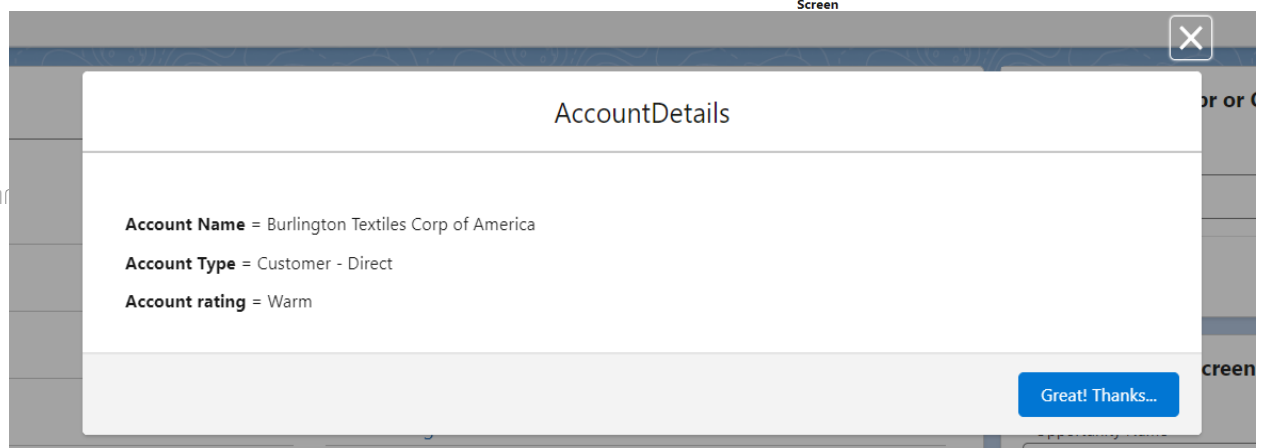 Screen
AccountDetails
Account Name = Burlington Textiles Corp of America
Account Type = Customer - Direct
Account rating = Warm
Great! Thanks...